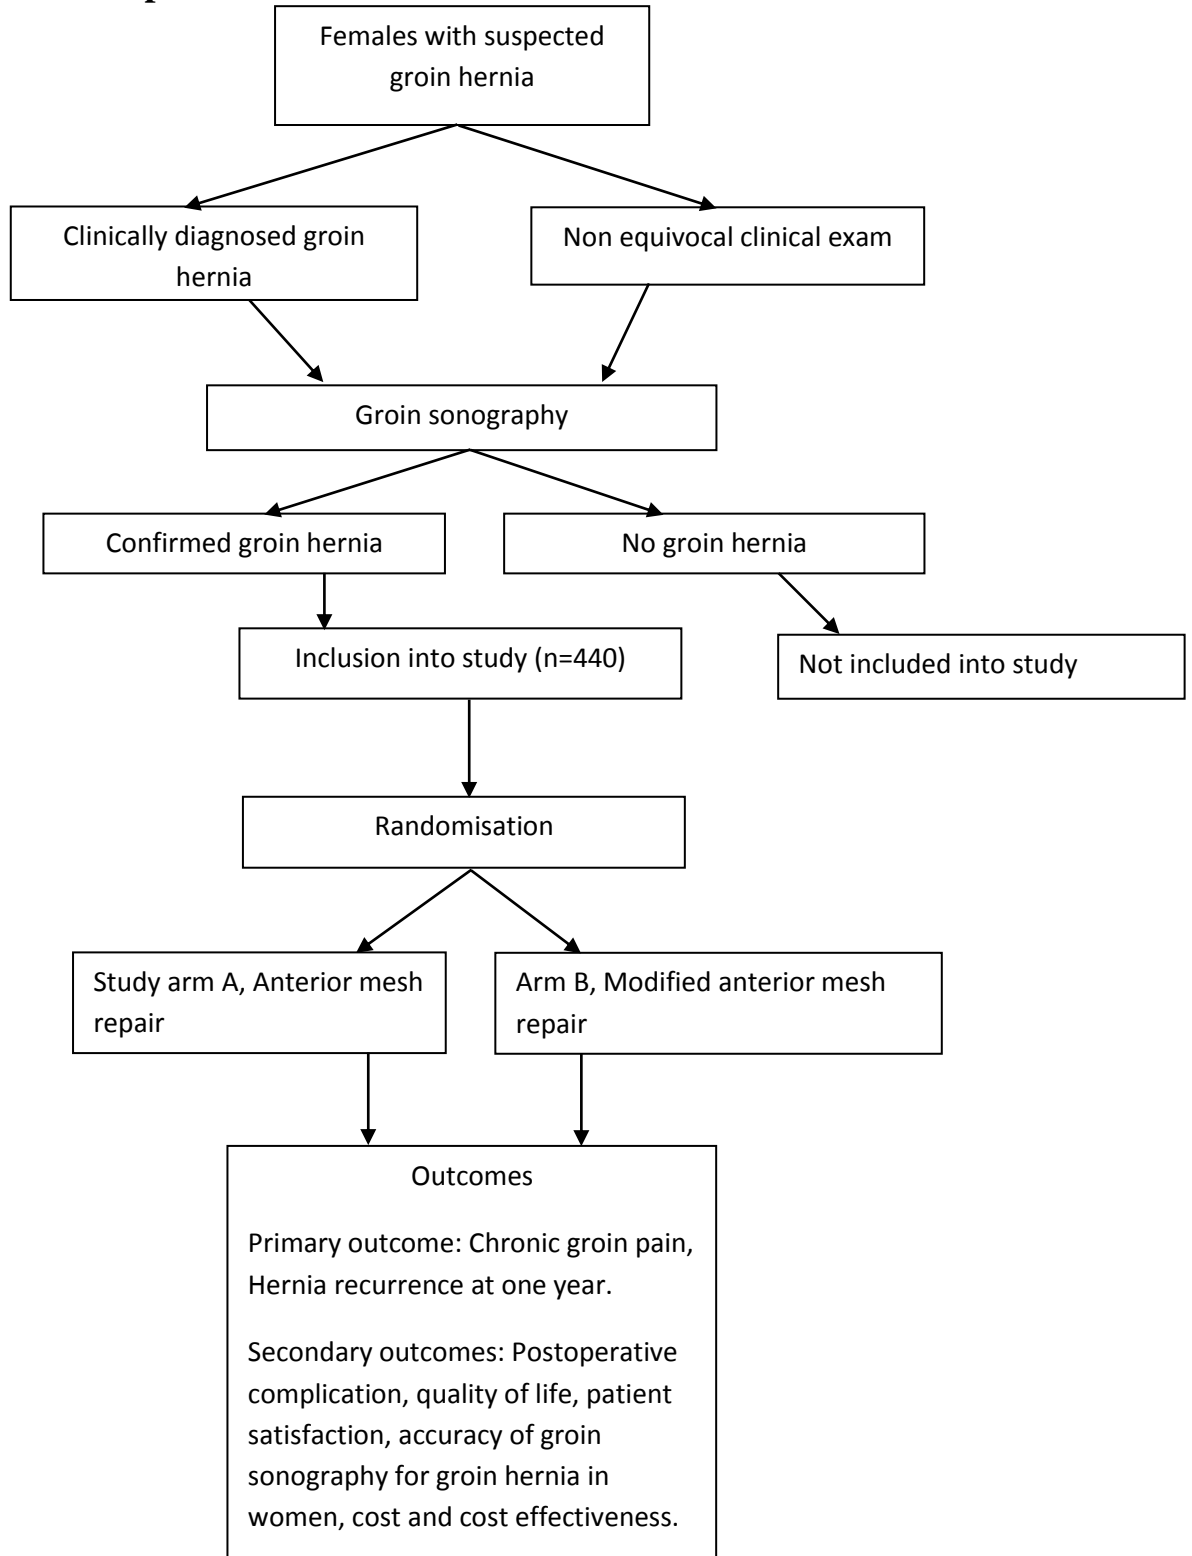 Females with suspected
groin hernia
Clinically diagnosed groin
hernia
Non equivocal clinical exam
Groin sonography
Confirmed groin hernia
No groin hernia
Inclusion into study (n=440)
Not included into study
Randomisation
Study arm A, Anterior mesh
repair
Arm B, Modified anterior mesh
repair
Outcomes
Primary outcome: Chronic groin pain,
Hernia recurrence at one year.
Secondary outcomes: Postoperative
complication, quality of life, patient
satisfaction, accuracy of groin
sonography for groin hernia in
women, cost and cost effectiveness.